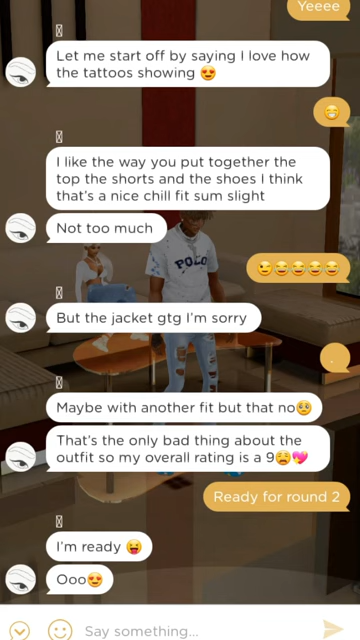 Yeeee
Let me start off by saying I love how
the tattoos showing 😍
😁
I like the way you put together the
top the shorts and the shoes I think
that's a nice chill fit sum slight
Not too much
POLO
😉😂😂😂😂
But the jacket gtg I'm sorry
.
Maybe with another fit but that no🥺
That's the only bad thing about the
outfit so my overall rating is a 9😩💖
Ready for round 2
I'm ready 😝
Ooo😍
Say something...